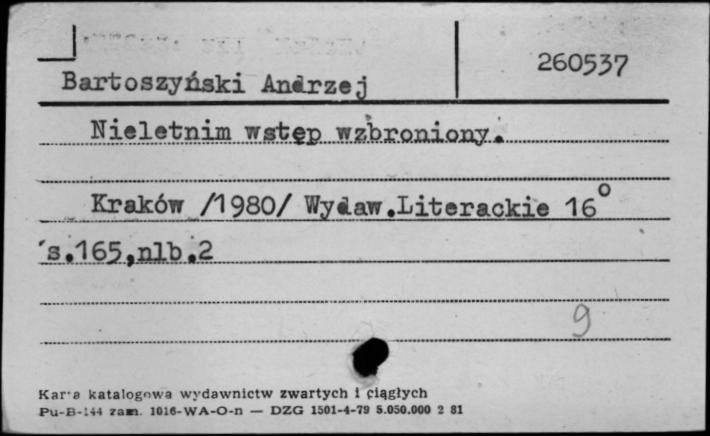 260537
Bartoszyński Andrzej
Nieletnim wstęp wzbroniony.
Kraków /1980/ Wydaw.Literackie 16°
s.165,nlb.2
9
Karta katalogowa wydawnictw zwartych i ciągłych
Pu-B-144 zam. 1016-WA-O-n — DZG 1501-4-79 5.050.000 2 81